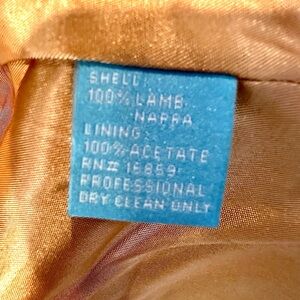 SHELL:
100% LAMB
NAPPA
LINING:
100% ACETATE
RN# 16859
PROFESSIONAL
DRY CLEAN ONLY